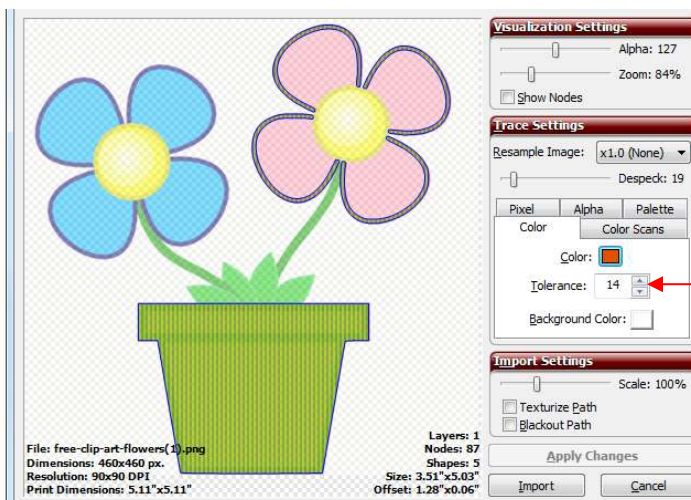 Visualization Settings
Alpha: 127
Zoom: 84%
Show Nodes
Trace Settings
Resample Image: x1.0 (None)
Despeck: 19
Pixel Alpha Palette
Color Color Scans
Color:
Tolerance: 14
Background Color:
Import Settings
Scale: 100%
Texturize Path
Blackout Path
Apply Changes
Import Cancel
File: free-clip-art-flowers(1).png
Dimensions: 460x460 px.
Resolution: 90x90 DPI
Print Dimensions: 5.11"x5.11"
Layers: 1
Nodes: 87
Shapes: 5
Size: 3.51"x5.03"
Offset: 1.28"x0.06"